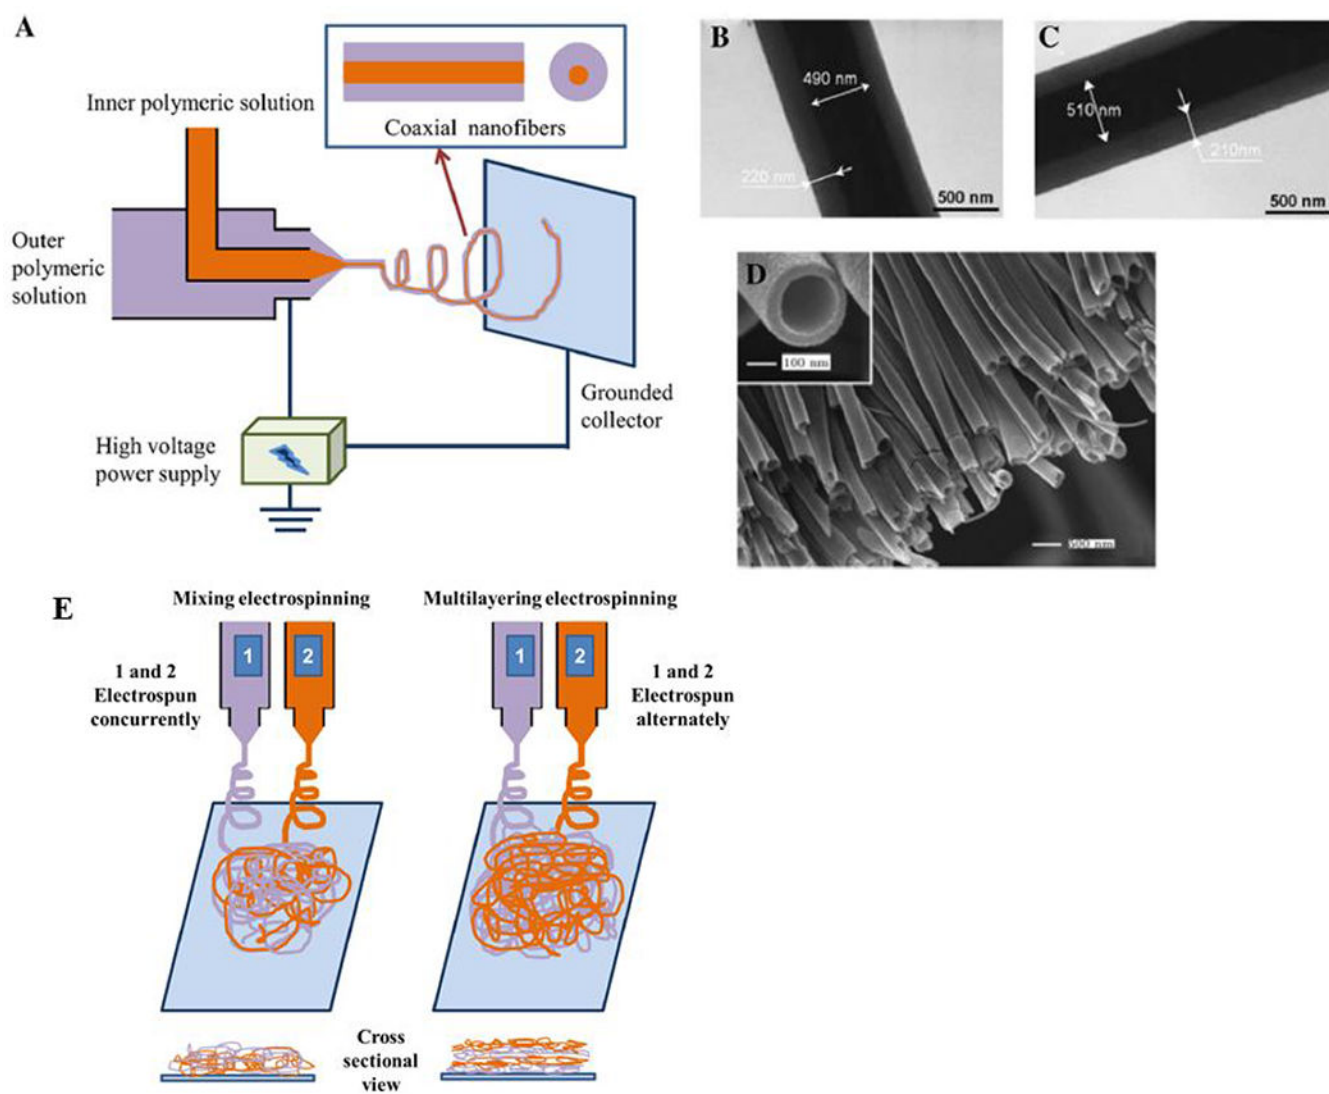 A
Inner polymeric solution
Coaxial nanofibers
Outer
polymeric
solution
Grounded
collector
High voltage
power supply
B
490 nm
220 nm
500 nm
C
510 nm
210nm
500 nm
D
100 nm
500 nm
E
Mixing electrospinning
1
2
1 and 2
Electrospun
concurrently
Multilayering electrospinning
1
2
1 and 2
Electrospun
alternately
Cross
sectional
view